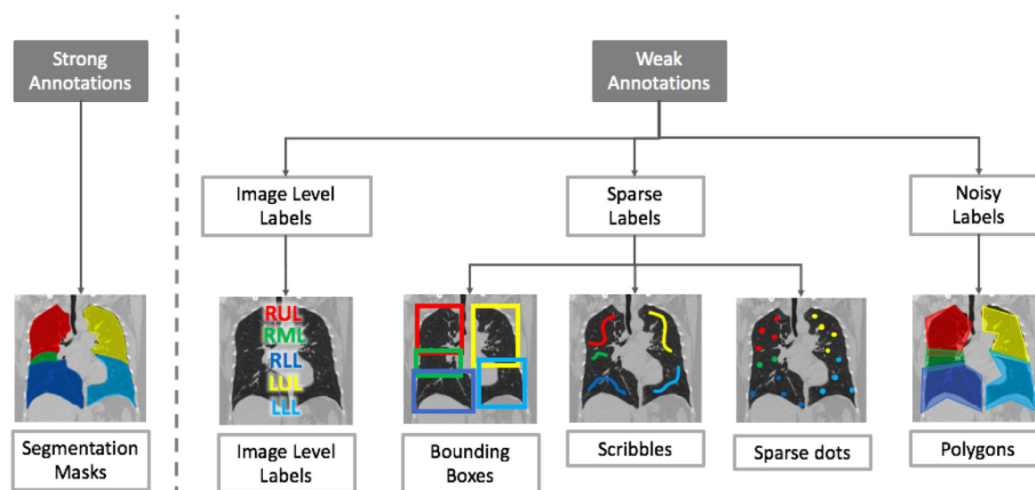 Strong
Annotations
Weak
Annotations
Image Level
Labels
Sparse
Labels
Noisy
Labels
RUL
RML
RLL
LUL
LLL
Segmentation
Masks
Image Level
Labels
Bounding
Boxes
Scribbles
Sparse dots
Polygons